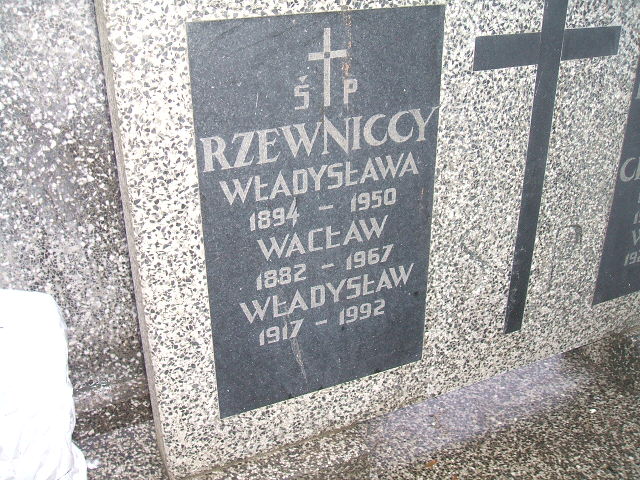 Ś P
RZEWNICCY
WŁADYSŁAWA
1894 - 1950
WACŁAW
1882 - 1967
WŁADYSŁAW
1917 - 1992